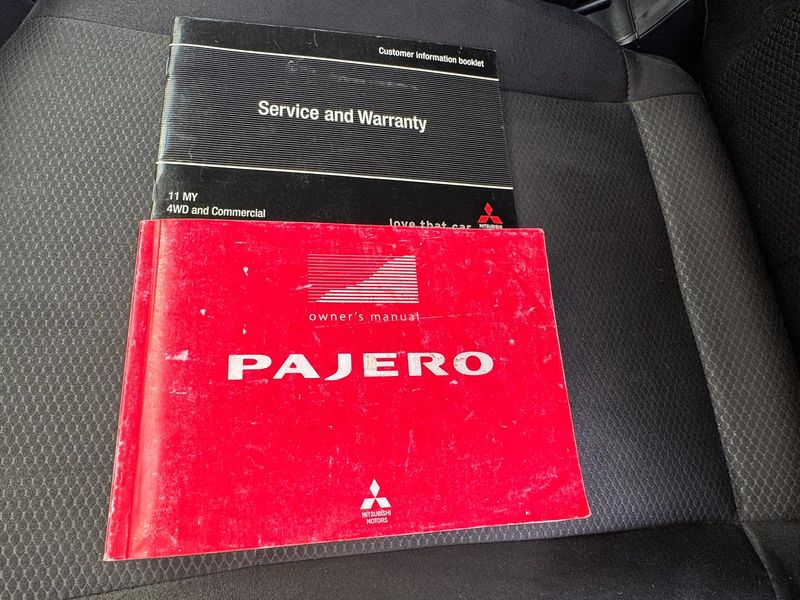 Customer information booklet
Service and Warranty
11 MY
4WD and Commercial
love that car
MITSUBISHI
owner's manual
PAJERO
MITSUBISHI
MOTORS